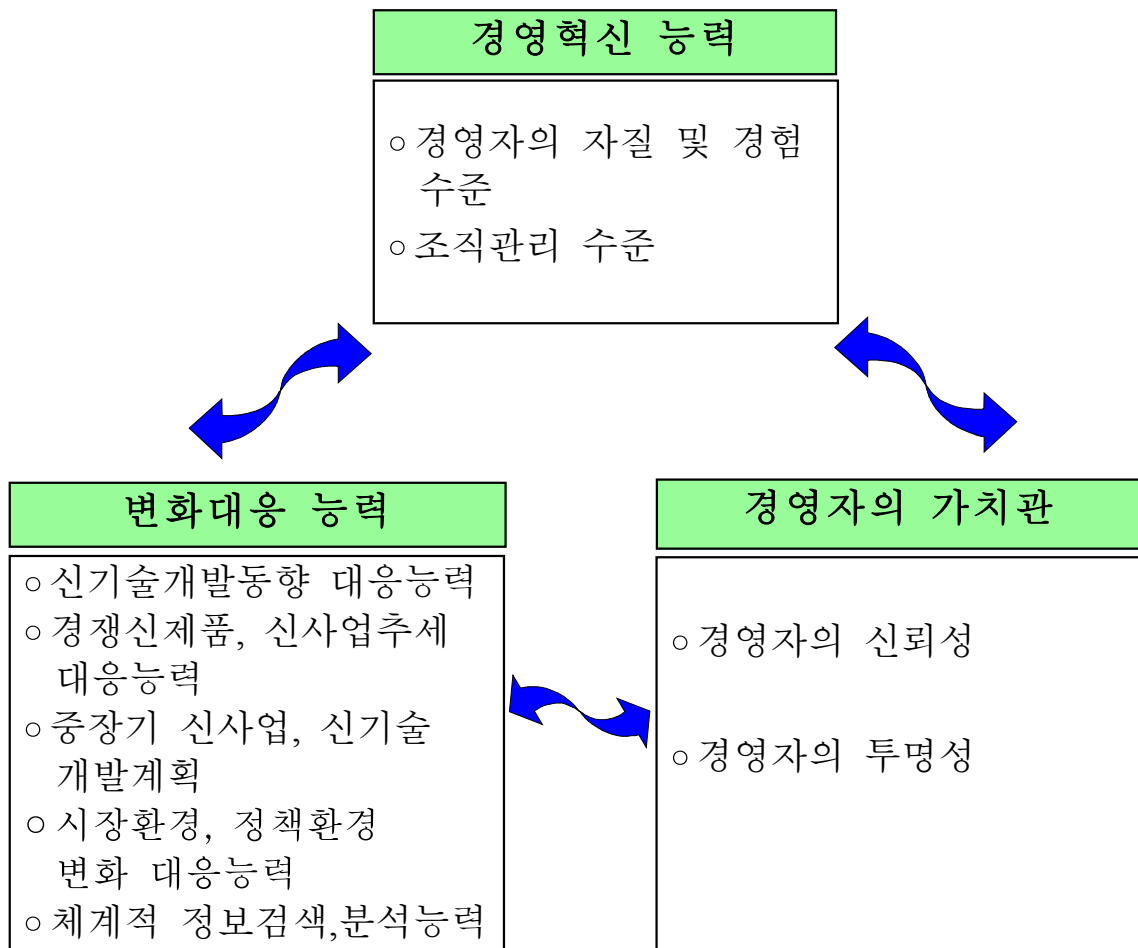 경영혁신 능력
○경영자의 자질 및 경험
수준
○조직관리 수준
변화대응 능력
○신기술개발동향 대응능력
○경쟁신제품, 신사업추세
대응능력
○중장기 신사업, 신기술
개발계획
○시장환경, 정책환경
변화 대응능력
○체계적 정보검색,분석능력
경영자의 가치관
○경영자의 신뢰성
○경영자의 투명성